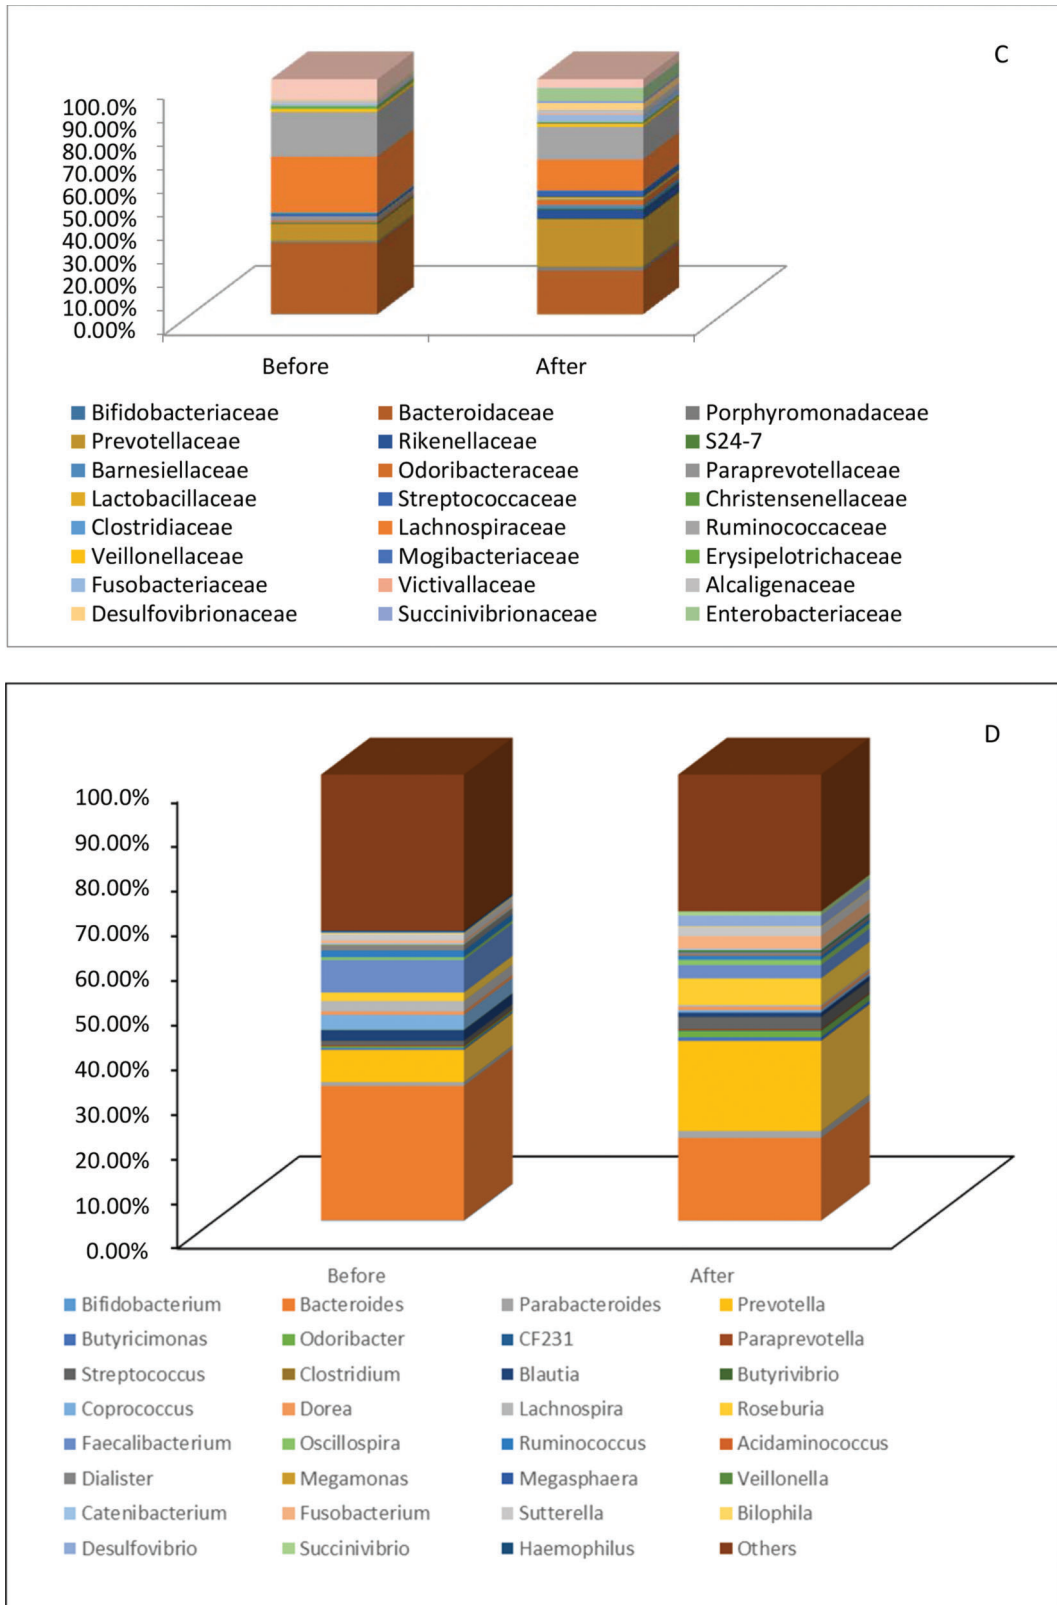 C
100.0%
90.00%
80.00%
70.00%
60.00%
50.00%
40.00%
30.00%
20.00%
10.00%
0.00%
Before After
Bifidobacteriaceae Bacteroidaceae Porphyromonadaceae
Prevotellaceae Rikenellaceae S24-7
Barnesiellaceae Odoribacteraceae Paraprevotellaceae
Lactobacillaceae Streptococcaceae Christensenellaceae
Clostridiaceae Lachnospiraceae Ruminococcaceae
Veillonellaceae Mogibacteriaceae Erysipelotrichaceae
Fusobacteriaceae Victivallaceae Alcaligenaceae
Desulfovibrionaceae Succinivibrionaceae Enterobacteriaceae
D
100.0%
90.00%
80.00%
70.00%
60.00%
50.00%
40.00%
30.00%
20.00%
10.00%
0.00%
Before After
Bifidobacterium Bacteroides Parabacteroides Prevotella
Butyricimonas Odoribacter CF231 Paraprevotella
Streptococcus Clostridium Blautia Butyrivibrio
Coprococcus Dorea Lachnospira Roseburia
Faecalibacterium Oscillospira Ruminococcus Acidaminococcus
Dialister Megamonas Megasphaera Veillonella
Catenibacterium Fusobacterium Sutterella Bilophila
Desulfovibrio Succinivibrio Haemophilus Others